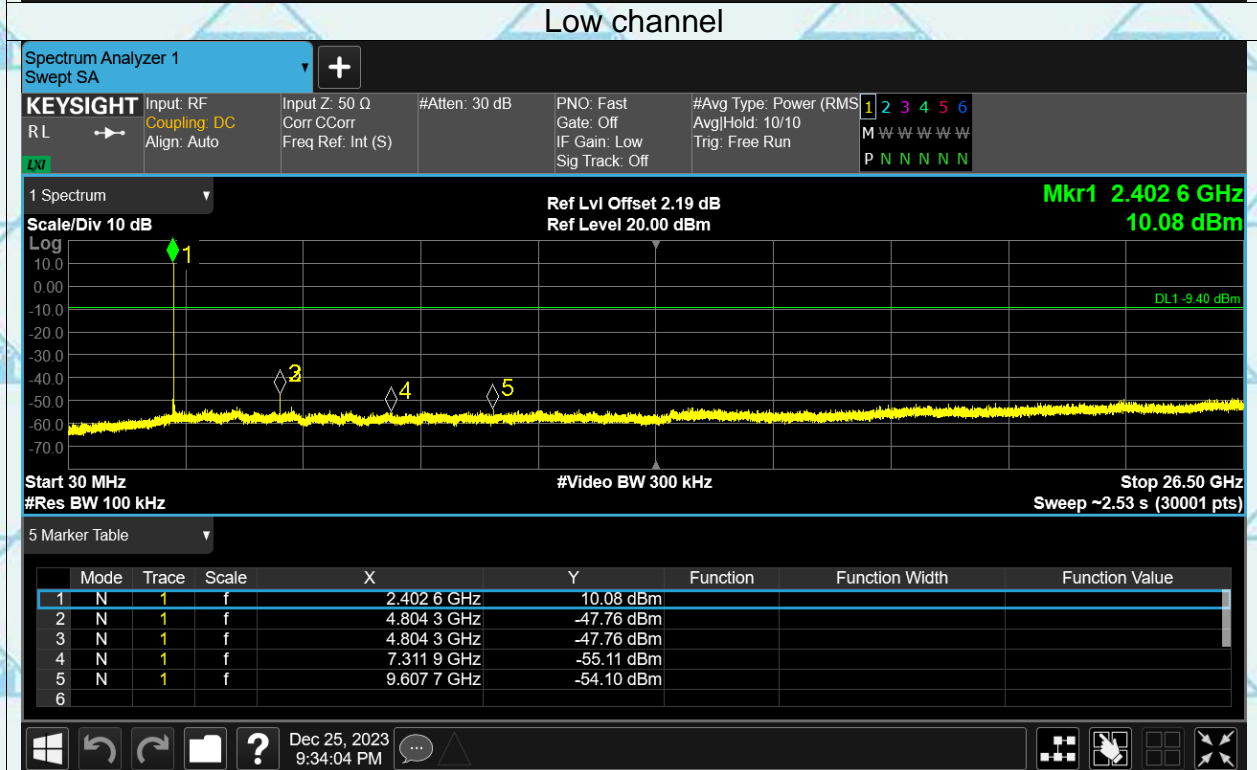 Low channel
Spectrum Analyzer 1
Swept SA
KEYSIGHT Input: RF Input Z: 50 Ω #Atten: 30 dB PNO: Fast #Avg Type: Power (RMS 1 2 3 4 5 6
R L Coupling: DC Corr CCorr Gate: Off Avg|Hold: 10/10 M W W W W W W
Align: Auto Freq Ref: Int (S) IF Gain: Low Trig: Free Run
LXI Sig Track: Off P N N N N N
1 Spectrum Mkr1 2.402 6 GHz
Ref Lvl Offset 2.19 dB
Scale/Div 10 dB Ref Level 20.00 dBm 10.08 dBm
Log
1
10.0
0.00
DL1 -9.40 dBm
-10.0
-20.0
-30.0
2 3
-40.0
4 5
-50.0
-60.0
-70.0
Start 30 MHz #Video BW 300 kHz Stop 26.50 GHz
#Res BW 100 kHz Sweep ~2.53 s (30001 pts)
5 Marker Table
Mode Trace Scale X Y Function Function Width Function Value
1 N 1 f 2.402 6 GHz 10.08 dBm
2 N 1 f 4.804 3 GHz -47.76 dBm
3 N 1 f 4.804 3 GHz -47.76 dBm
4 N 1 f 7.311 9 GHz -55.11 dBm
5 N 1 f 9.607 7 GHz -54.10 dBm
6
? Dec 25, 2023
9:34:04 PM